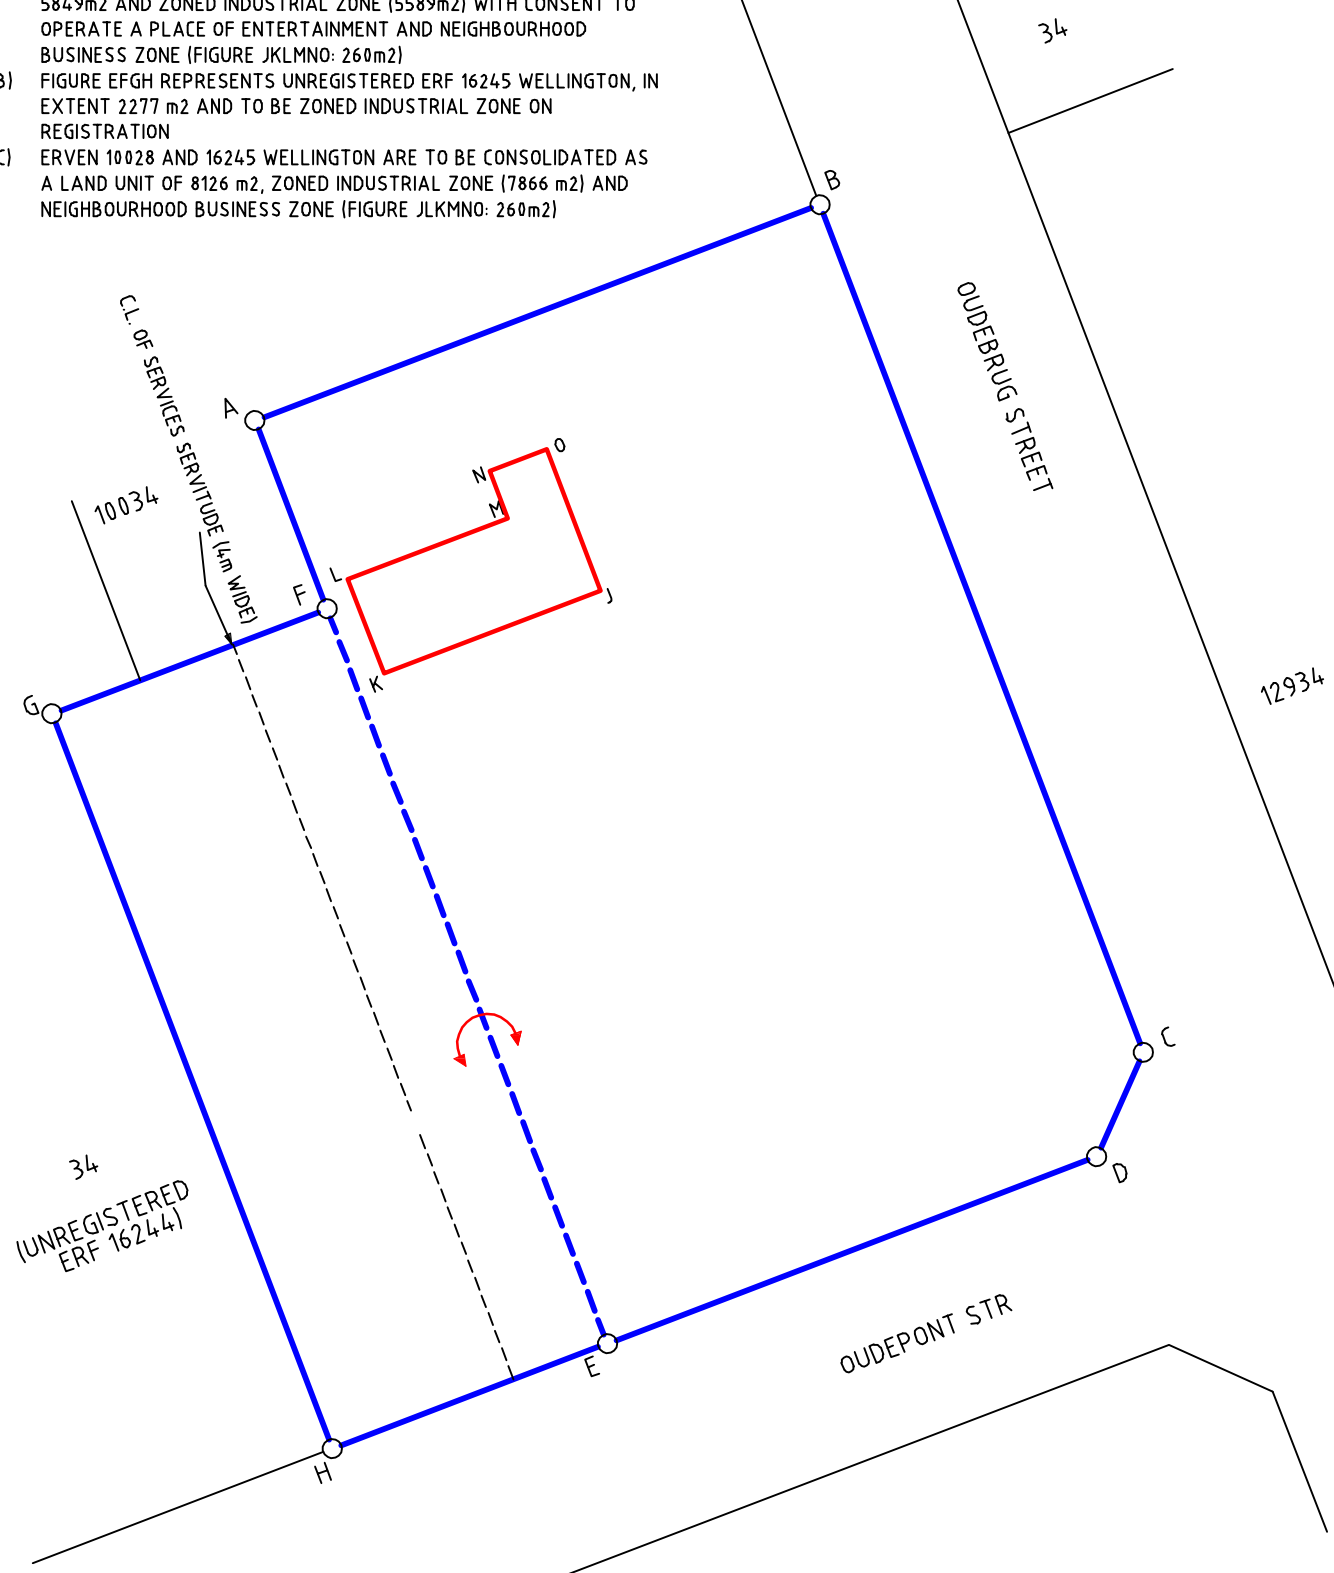 5849m2 AND ZONED INDUSTRIAL ZONE (5589m2) WITH CONSENT TO
OPERATE A PLACE OF ENTERTAINMENT AND NEIGHBOURHOOD
BUSINESS ZONE (FIGURE JKLMNO: 260m2)
B) FIGURE EFGH REPRESENTS UNREGISTERED ERF 16245 WELLINGTON, IN
EXTENT 2277 m2 AND TO BE ZONED INDUSTRIAL ZONE ON
REGISTRATION
C) ERVEN 10028 AND 16245 WELLINGTON ARE TO BE CONSOLIDATED AS
A LAND UNIT OF 8126 m2, ZONED INDUSTRIAL ZONE (7866 m2) AND
NEIGHBOURHOOD BUSINESS ZONE (FIGURE JLKMNO: 260m2)
34
B
OUDEBRUG STREET
C.L. OF SERVICES SERVITUDE (4m WIDE)
A
O
N
M
10034
L
F
J
K
G
12934
C
D
34
(UNREGISTERED
ERF 16244)
OUDEPONT STR
E
H